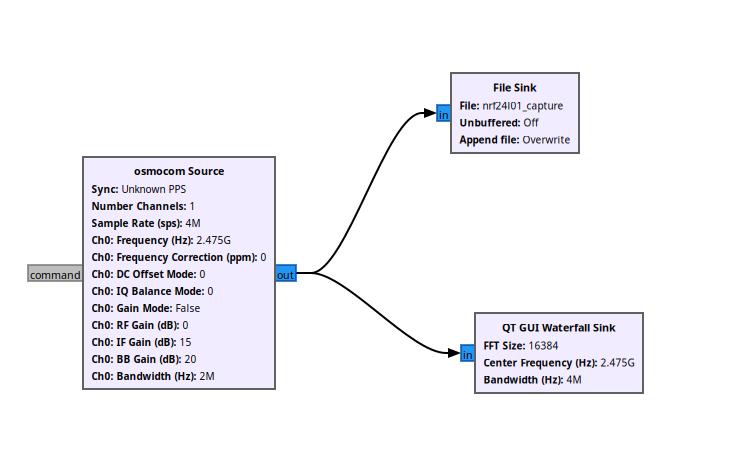 File Sink
File: nrf24l01_capture
Unbuffered: Off
Append file: Overwrite
in
osmocom Source
Sync: Unknown PPS
Number Channels: 1
Sample Rate (sps): 4M
Ch0: Frequency (Hz): 2.475G
Ch0: Frequency Correction (ppm): 0
Ch0: DC Offset Mode: 0
Ch0: IQ Balance Mode: 0
Ch0: Gain Mode: False
Ch0: RF Gain (dB): 0
Ch0: IF Gain (dB): 15
Ch0: BB Gain (dB): 20
Ch0: Bandwidth (Hz): 2M
command
out
QT GUI Waterfall Sink
FFT Size: 16384
Center Frequency (Hz): 2.475G
Bandwidth (Hz): 4M
in